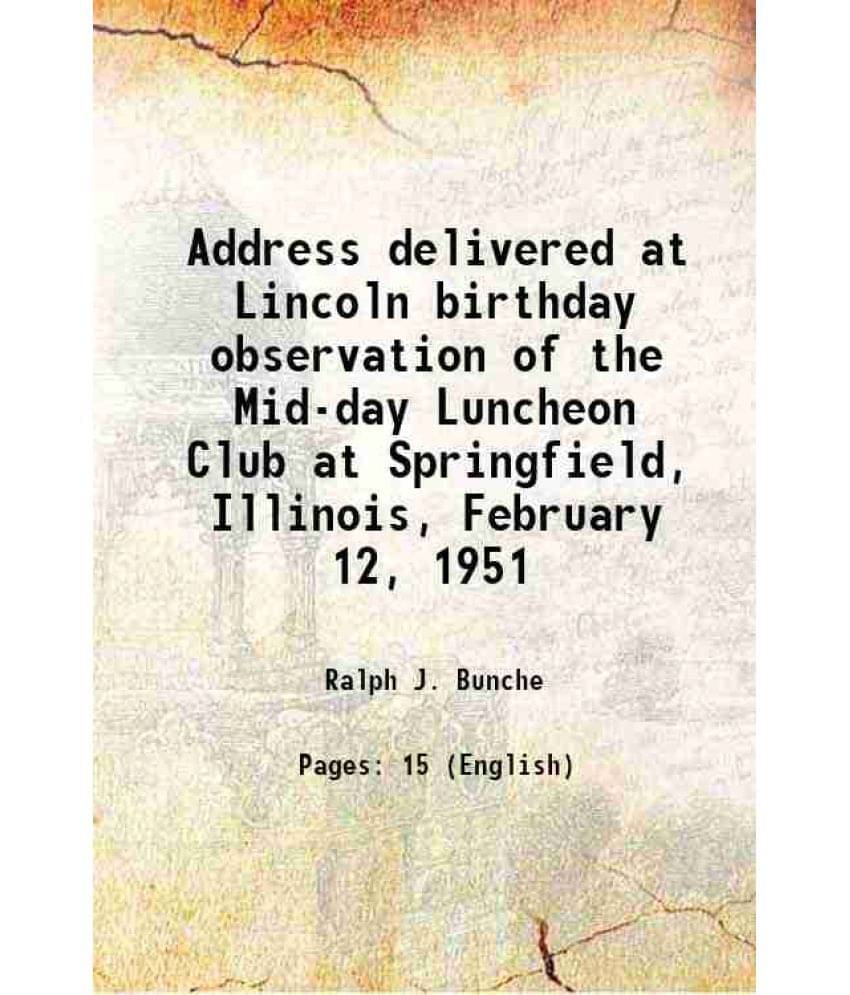 Address delivered at
Lincoln birthday
observation of the
Mid-day Luncheon
Club at Springfield,
Illinois, February
12, 1951
Ralph J. Bunche
Pages: 15 (English)